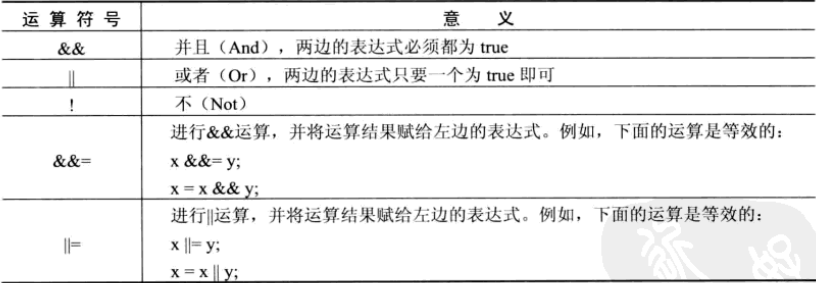 运算符号 意义
&& 并且（And），两边的表达式必须都为 true
|| 或者（Or），两边的表达式只要一个为 true 即可
! 不（Not）
进行&&运算，并将运算结果赋给左边的表达式。例如，下面的运算是等效的：
&&= x &&= y;
x = x && y;
进行||运算，并将运算结果赋给左边的表达式。例如，下面的运算是等效的：
||= x ||= y;
x = x || y;